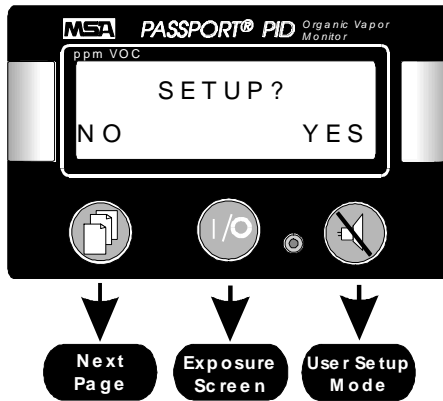 MSA PASSPORT® PID Organic Vapor
Monitor
ppm VOC
SETUP?
NO YES
I/O
Next Exposure User Setup
Page Screen Mode